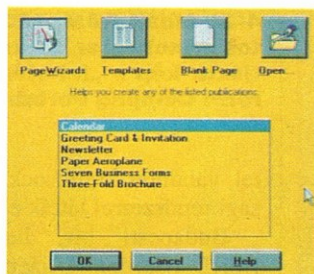 PageWizards Templates Blank Page Open...
Helps you create any of the listed publications.
Calendar
Greeting Card & Invitation
Newsletter
Paper Aeroplane
Seven Business Forms
Three-Fold Brochure
OK Cancel Help